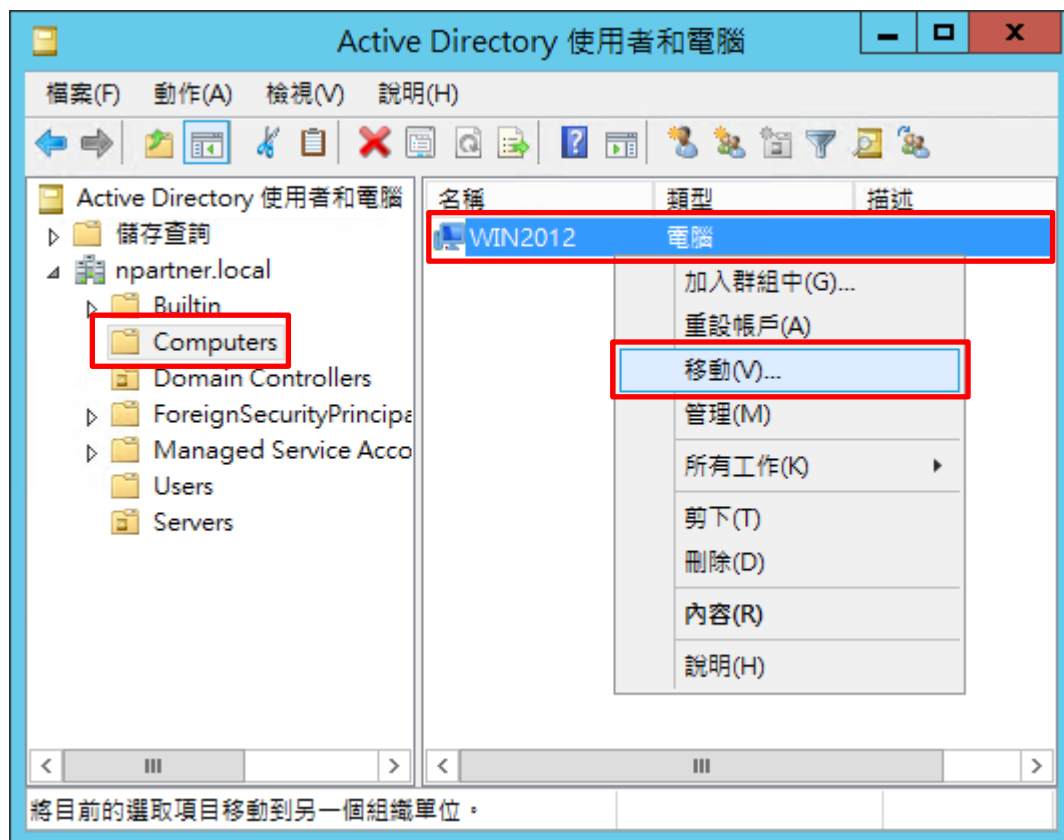 Active Directory 使用者和電腦
檔案(F) 動作(A) 檢視(V) 說明(H)
Active Directory 使用者和電腦
儲存查詢
npartner.local
Builtin
Computers
Domain Controllers
ForeignSecurityPrincipa
Managed Service Acco
Users
Servers
名稱 類型 描述
WIN2012 電腦
加入群組中(G)...
重設帳戶(A)
移動(V)...
管理(M)
所有工作(K)
剪下(T)
刪除(D)
內容(R)
說明(H)
將目前的選取項目移動到另一個組織單位。